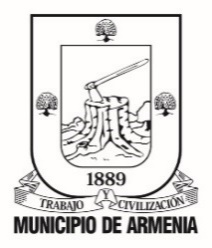 1889
TRABAJO Y CIVILIZACIÓN
MUNICIPIO DE ARMENIA